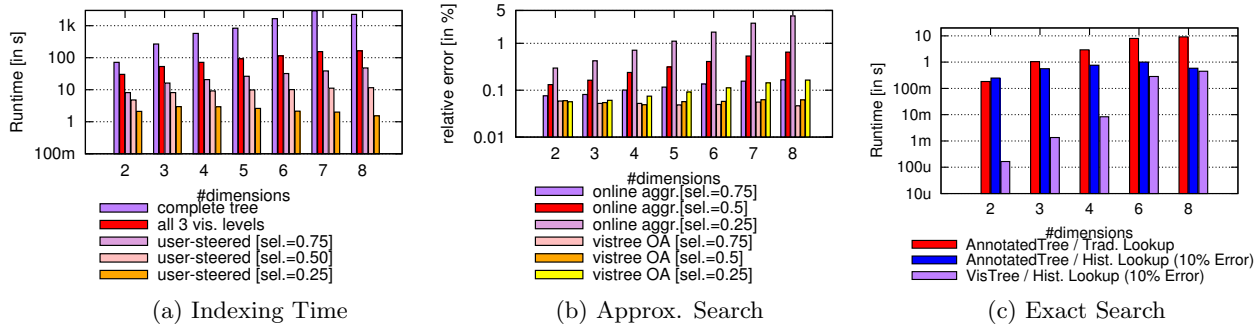 Runtime [in s]
1k
100
10
1
100m
2 3 4 5 6 7 8
#dimensions
complete tree
all 3 vis. levels
user-steered [sel.=0.75]
user-steered [sel.=0.50]
user-steered [sel.=0.25]
(a) Indexing Time
relative error [in %]
5
1
0.1
0.01
2 3 4 5 6 7 8
#dimensions
online aggr.[sel.=0.75]
online aggr.[sel.=0.5]
online aggr.[sel.=0.25]
vistree OA [sel.=0.75]
vistree OA [sel.=0.5]
vistree OA [sel.=0.25]
(b) Approx. Search
Runtime [in s]
10
1
100m
10m
1m
100u
10u
2 3 4 6 8
#dimensions
AnnotatedTree / Trad. Lookup
AnnotatedTree / Hist. Lookup (10% Error)
VisTree / Hist. Lookup (10% Error)
(c) Exact Search